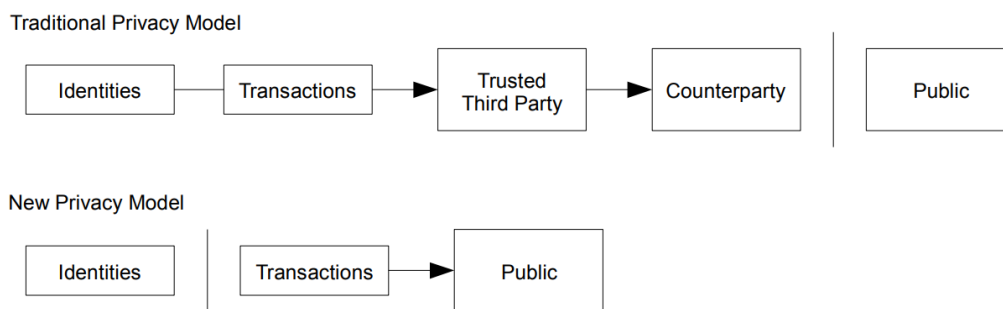 Traditional Privacy Model
Identities
Transactions
Trusted
Third Party
Counterparty
Public
New Privacy Model
Identities
Transactions
Public